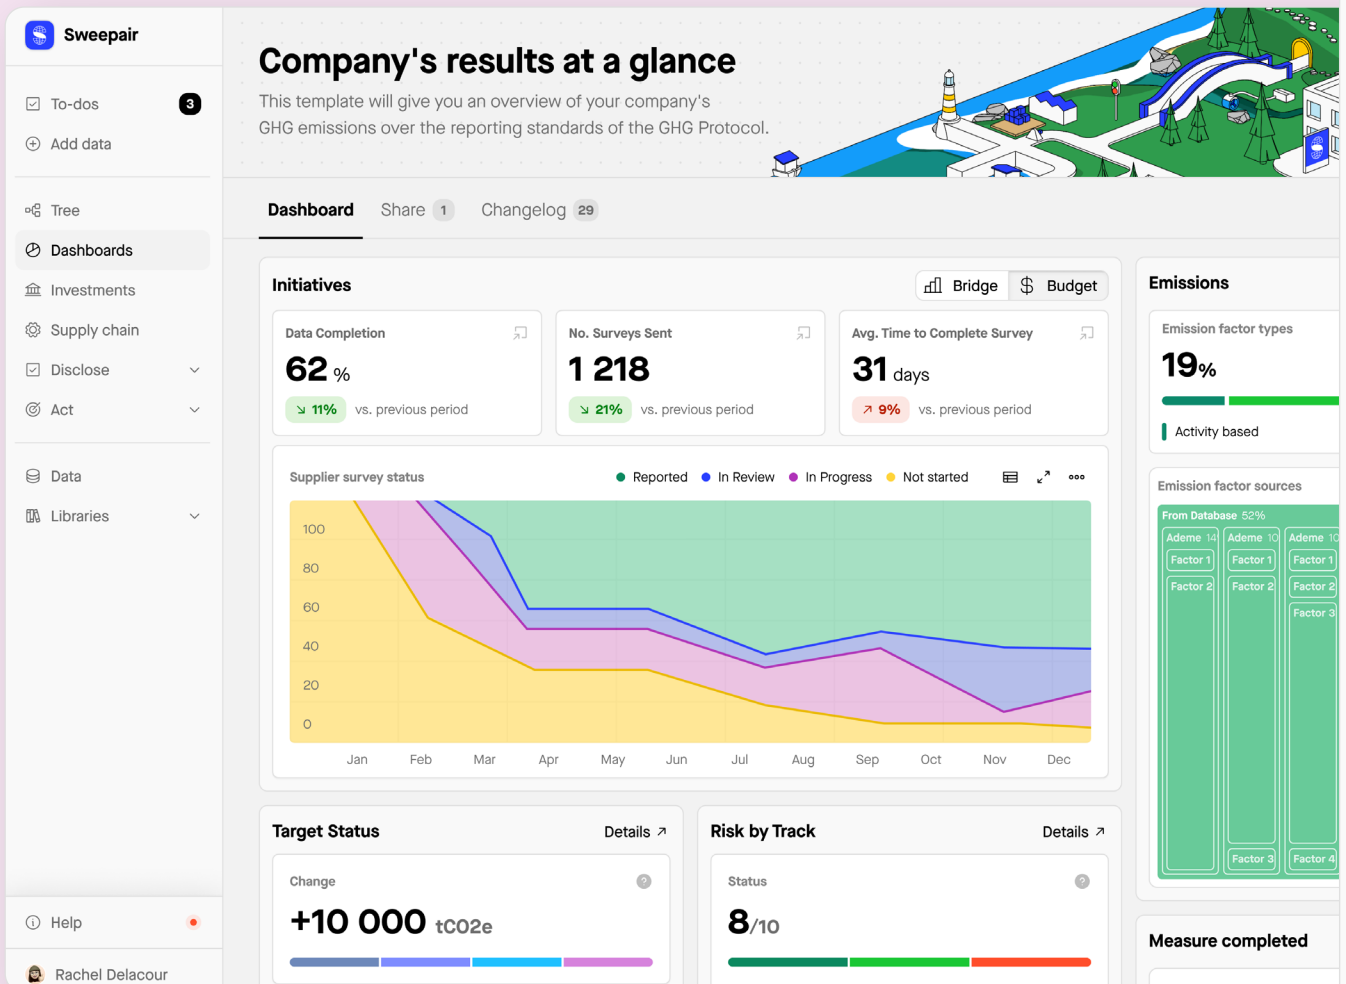 Sweepair
To-dos
3
Add data
Tree
Dashboards
Investments
Supply chain
Disclose
Act
Data
Libraries
Help
Rachel Delacour
Company's results at a glance
This template will give you an overview of your company's
GHG emissions over the reporting standards of the GHG Protocol.
Dashboard
Share 1
Changelog 29
Initiatives
Bridge
Budget
Data Completion
62 %
11% vs. previous period
No. Surveys Sent
1 218
21% vs. previous period
Avg. Time to Complete Survey
31 days
9% vs. previous period
Supplier survey status
Reported
In Review
In Progress
Not started
100
80
60
40
20
0
Jan Feb Mar Apr May Jun Jul Aug Sep Oct Nov Dec
Target Status
Details
Change
?
+10 000 tCO2e
Risk by Track
Details
Status
?
8/10
Emissions
Emission factor types
19%
Activity based
Emission factor sources
From Database 52%
Ademe 14
Factor 1
Factor 2
Ademe 10
Factor 1
Factor 2
Factor 3
Ademe 10
Factor 1
Factor 2
Factor 3
Factor 4
Measure completed